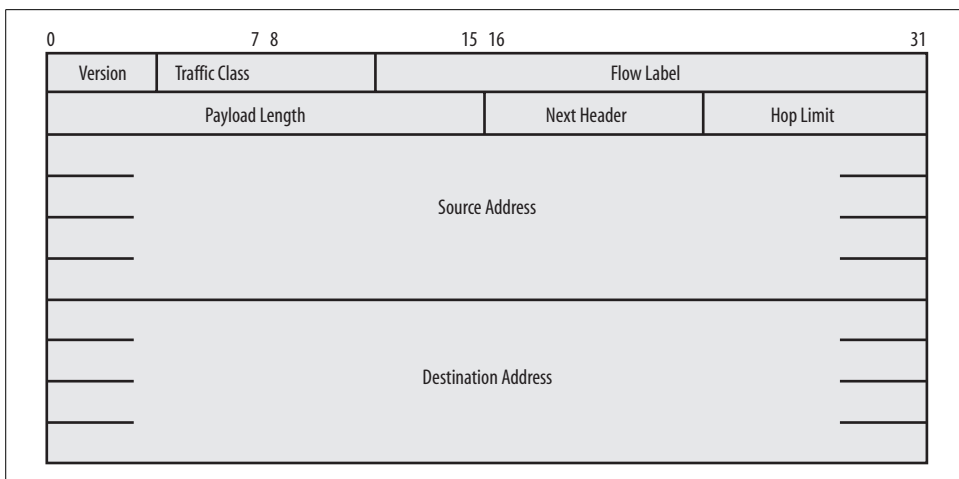 0 7 8 15 16 31
Version Traffic Class Flow Label
Payload Length Next Header Hop Limit
Source Address
Destination Address